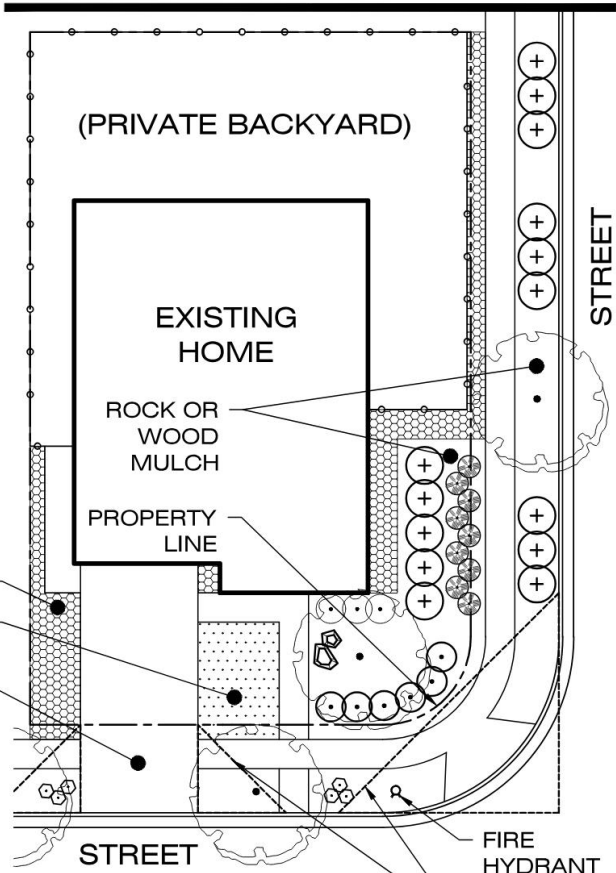 (PRIVATE BACKYARD)
STREET
EXISTING
HOME
ROCK OR
WOOD
MULCH
PROPERTY
LINE
STREET
FIRE
HYDRANT